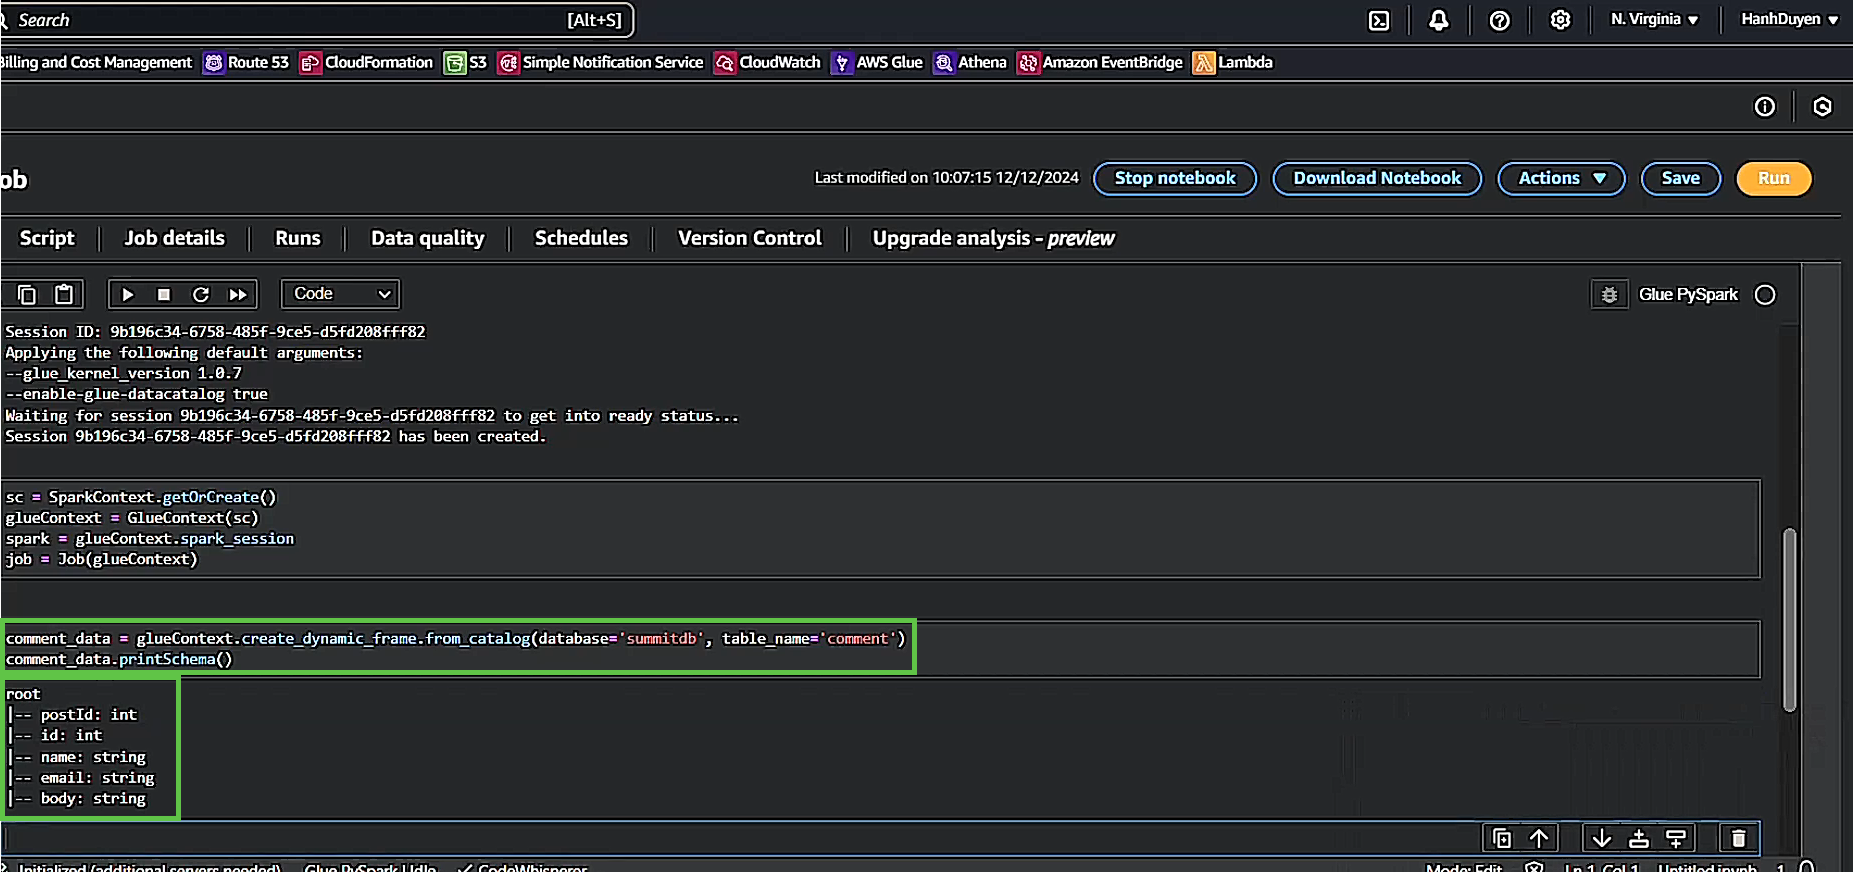 Search [Alt+S] N. Virginia ▼ HanhDuyen ▼
Billing and Cost Management Route 53 CloudFormation S3 Simple Notification Service CloudWatch AWS Glue Athena Amazon EventBridge Lambda
ob Last modified on 10:07:15 12/12/2024 Stop notebook Download Notebook Actions ▼ Save Run
Script Job details Runs Data quality Schedules Version Control Upgrade analysis - preview
Code Glue PySpark
Session ID: 9b196c34-6758-485f-9ce5-d5fd208fff82
Applying the following default arguments:
--glue_kernel_version 1.0.7
--enable-glue-datacatalog true
Waiting for session 9b196c34-6758-485f-9ce5-d5fd208fff82 to get into ready status...
Session 9b196c34-6758-485f-9ce5-d5fd208fff82 has been created.
sc = SparkContext.getOrCreate()
glueContext = GlueContext(sc)
spark = glueContext.spark_session
job = Job(glueContext)
comment_data = glueContext.create_dynamic_frame.from_catalog(database='summitdb', table_name='comment')
comment_data.printSchema()
root
|-- postId: int
|-- id: int
|-- name: string
|-- email: string
|-- body: string
Initialized (additional servers needed) Glue PySpark | Idle CodeWhisperer Mode: Edit Ln 1, Col 1 Untitled.ipynb 1